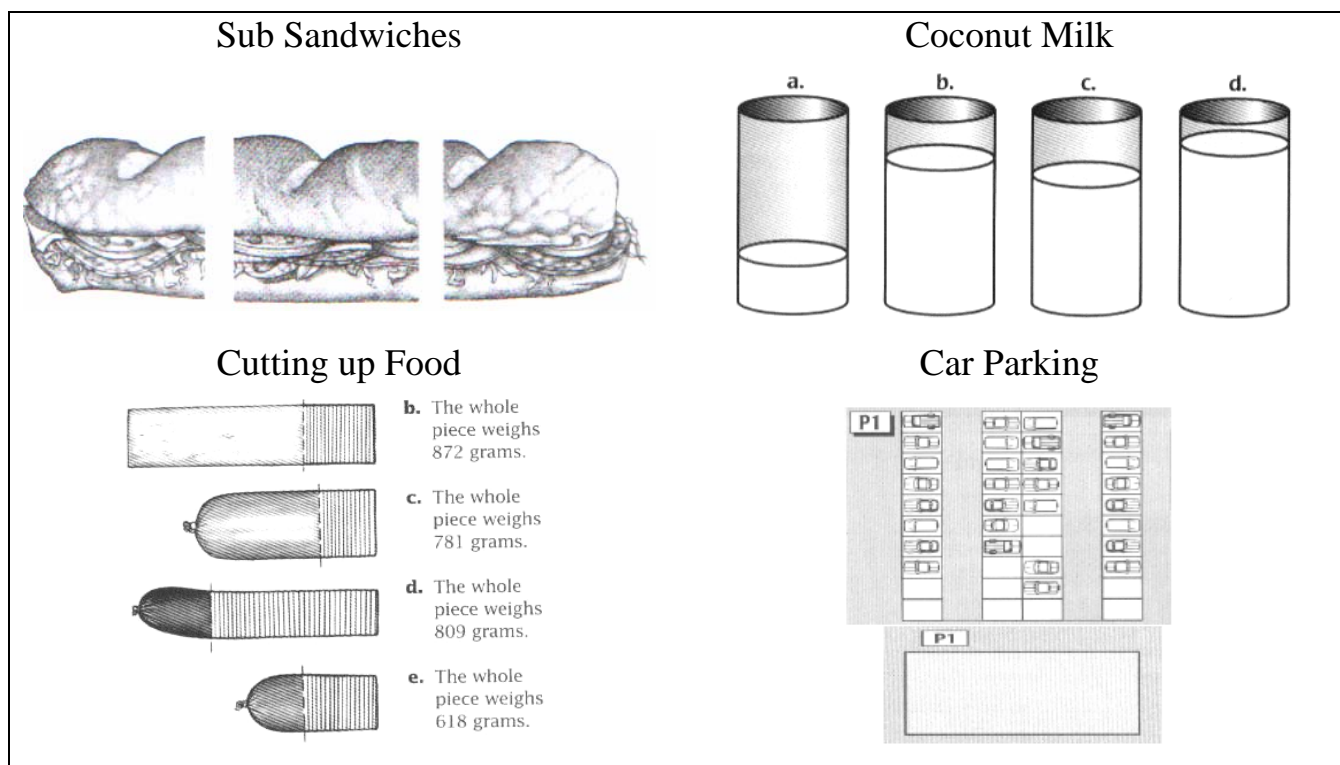 Sub Sandwiches
Coconut Milk
a.
b.
c.
d.
Cutting up Food
b. The whole
piece weighs
872 grams.
c. The whole
piece weighs
781 grams.
d. The whole
piece weighs
809 grams.
e. The whole
piece weighs
618 grams.
Car Parking
P1
P1